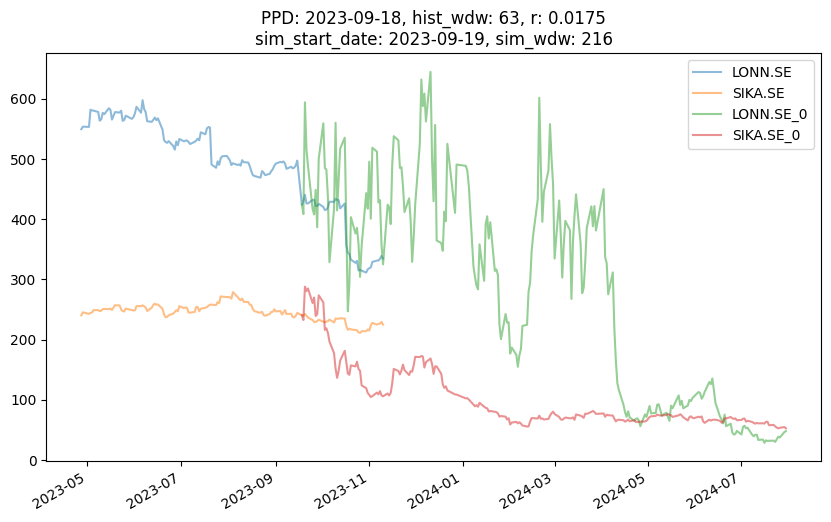 PPD: 2023-09-18, hist_wdw: 63, r: 0.0175
sim_start_date: 2023-09-19, sim_wdw: 216
LONN.SE
SIKA.SE
LONN.SE_0
SIKA.SE_0
600
500
400
300
200
100
0
2023-05
2023-07
2023-09
2023-11
2024-01
2024-03
2024-05
2024-07